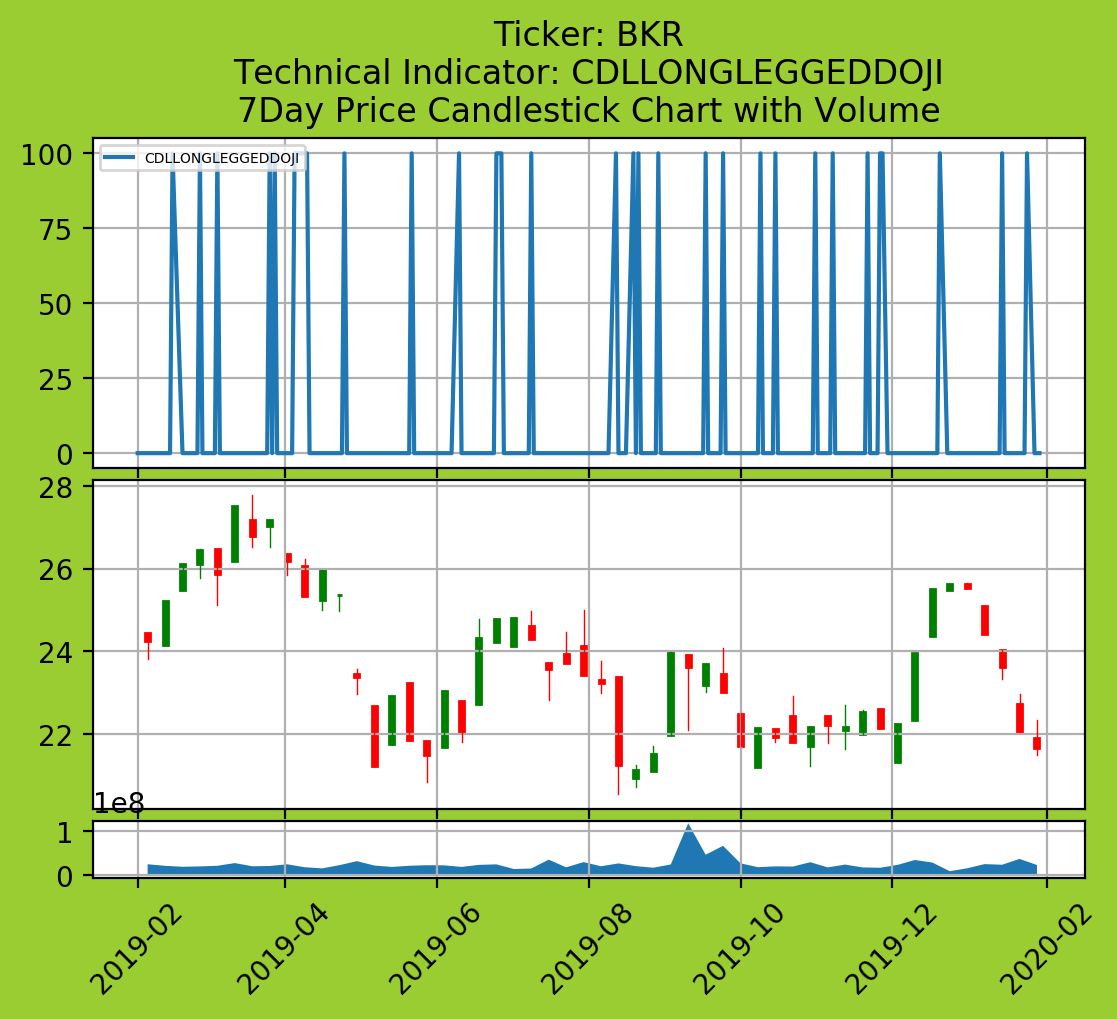 Ticker: BKR
Technical Indicator: CDLLONGLEGGEDDOJI
7Day Price Candlestick Chart with Volume
CDLLONGLEGGEDDOJI
100
75
50
25
0
28
26
24
22
1e8
1
0
2019-02 2019-04 2019-06 2019-08 2019-10 2019-12 2020-02